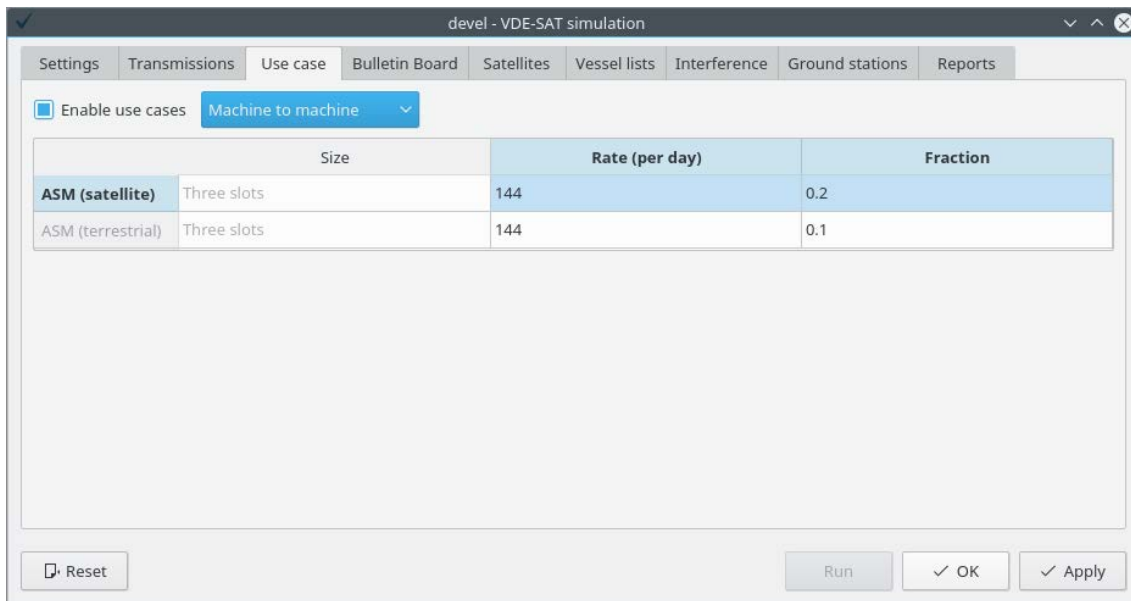 devel - VDE-SAT simulation
Settings Transmissions Use case Bulletin Board Satellites Vessel lists Interference Ground stations Reports
Enable use cases Machine to machine
Size Rate (per day) Fraction
ASM (satellite) Three slots 144 0.2
ASM (terrestrial) Three slots 144 0.1
Reset Run OK Apply